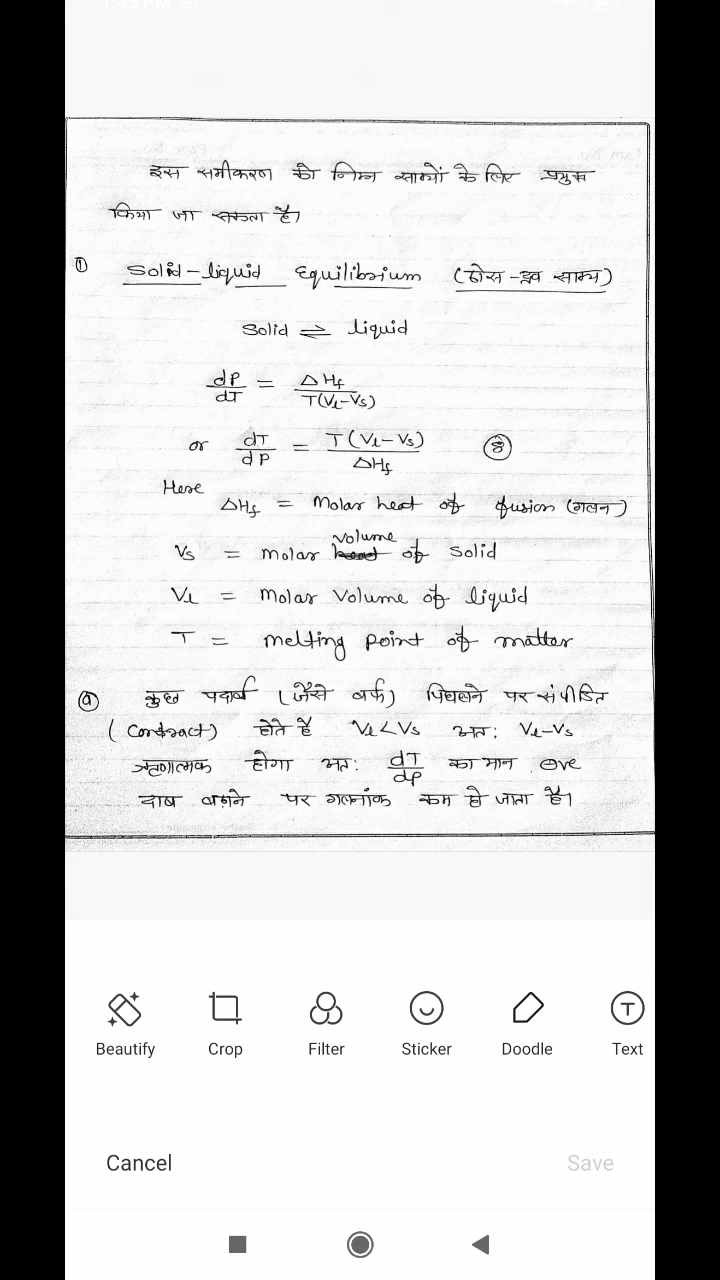 इस समीकरण को निम्न साम्यों के लिए प्रयुक्त
किया जा सकता है।
① Solid-liquid Equilibrium (ठोस-द्रव साम्य)
Solid ⇌ liquid
dP/dT = ΔHf / T(Vl-Vs)
or dT/dP = T(Vl-Vs) / ΔHf ⑧
Here
ΔHf = Molar heat of fusion (गलन)
Vs = molar volume of solid
Vl = Molar Volume of liquid
T = melting point of matter
ⓐ कुछ पदार्थ (जैसे बर्फ) पिघलने पर संपीडित
(Contract) होते है Vl<Vs अत: Vl-Vs
ऋणात्मक होगा अत: dT/dP का मान ⊖ve
दाब बढ़ाने पर गलनांक कम हो जाता है।
Beautify Crop Filter Sticker Doodle Text
Cancel Save